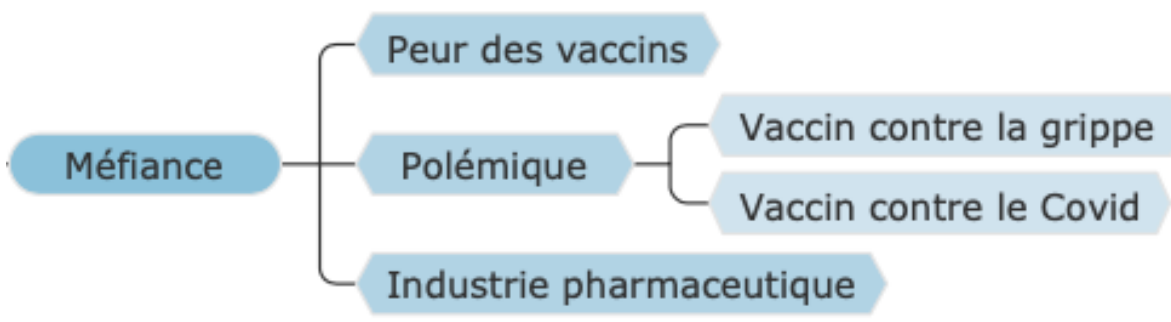 Peur des vaccins
Vaccin contre la grippe
Méfiance
Polémique
Vaccin contre le Covid
Industrie pharmaceutique